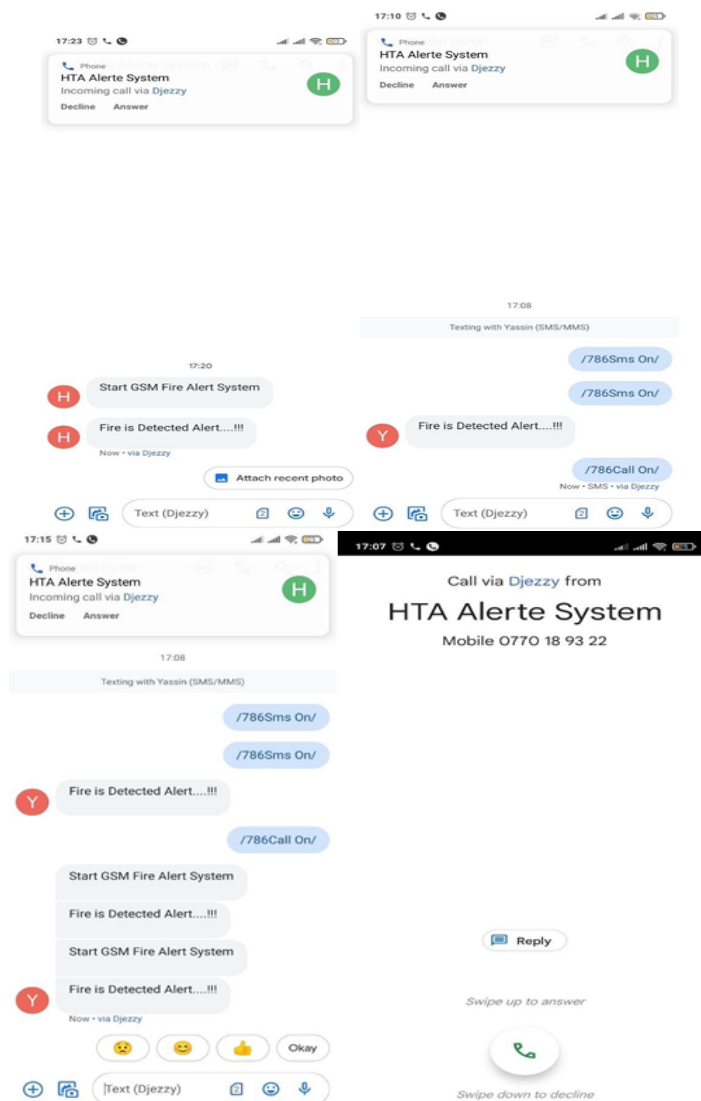 17:23
Phone
HTA Alerte System
Incoming call via Djezzy
H
Decline Answer
17:20
H
Start GSM Fire Alert System
H
Fire is Detected Alert....!!!
Now • via Djezzy
Attach recent photo
Text (Djezzy)
2
17:10
Phone
HTA Alerte System
Incoming call via Djezzy
H
Decline Answer
17:08
Texting with Yassin (SMS/MMS)
/786Sms On/
/786Sms On/
Y
Fire is Detected Alert....!!!
/786Call On/
Now • SMS • via Djezzy
Text (Djezzy)
2
17:15
Phone
HTA Alerte System
Incoming call via Djezzy
H
Decline Answer
17:08
Texting with Yassin (SMS/MMS)
/786Sms On/
/786Sms On/
Y
Fire is Detected Alert....!!!
/786Call On/
Start GSM Fire Alert System
Fire is Detected Alert....!!!
Start GSM Fire Alert System
Y
Fire is Detected Alert....!!!
Now • via Djezzy
Okay
Text (Djezzy)
2
17:07
Call via Djezzy from
HTA Alerte System
Mobile 0770 18 93 22
Reply
Swipe up to answer
Swipe down to decline